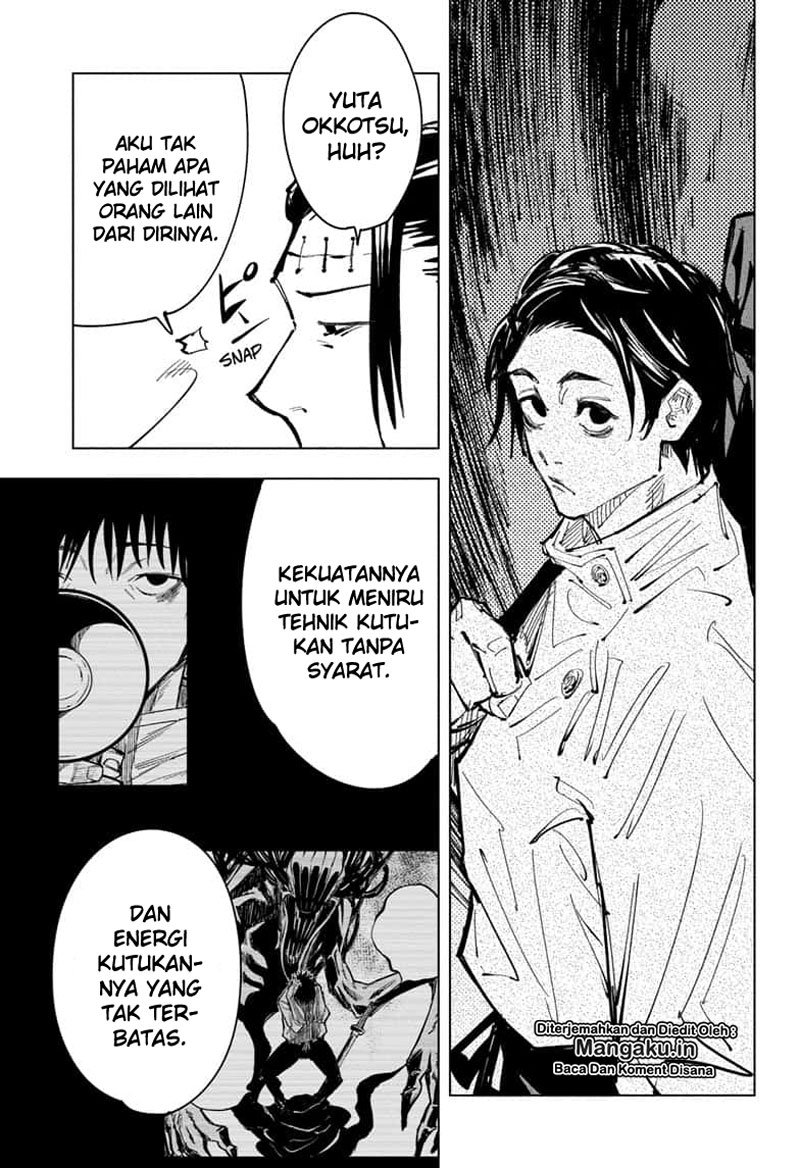 YUTA
OKKOTSU,
HUH?
AKU TAK
PAHAM APA
YANG DILIHAT
ORANG LAIN
DARI DIRINYA.
ピッ
SNAP
KEKUATANNYA
UNTUK MENIRU
TEHNIK KUTU-
KAN TANPA
SYARAT.
DAN
ENERGI
KUTUKAN-
NYA YANG
TAK TER-
BATAS.
Diterjemahkan dan Diedit Oleh :
Mangaku.in
Baca Dan Koment Disana